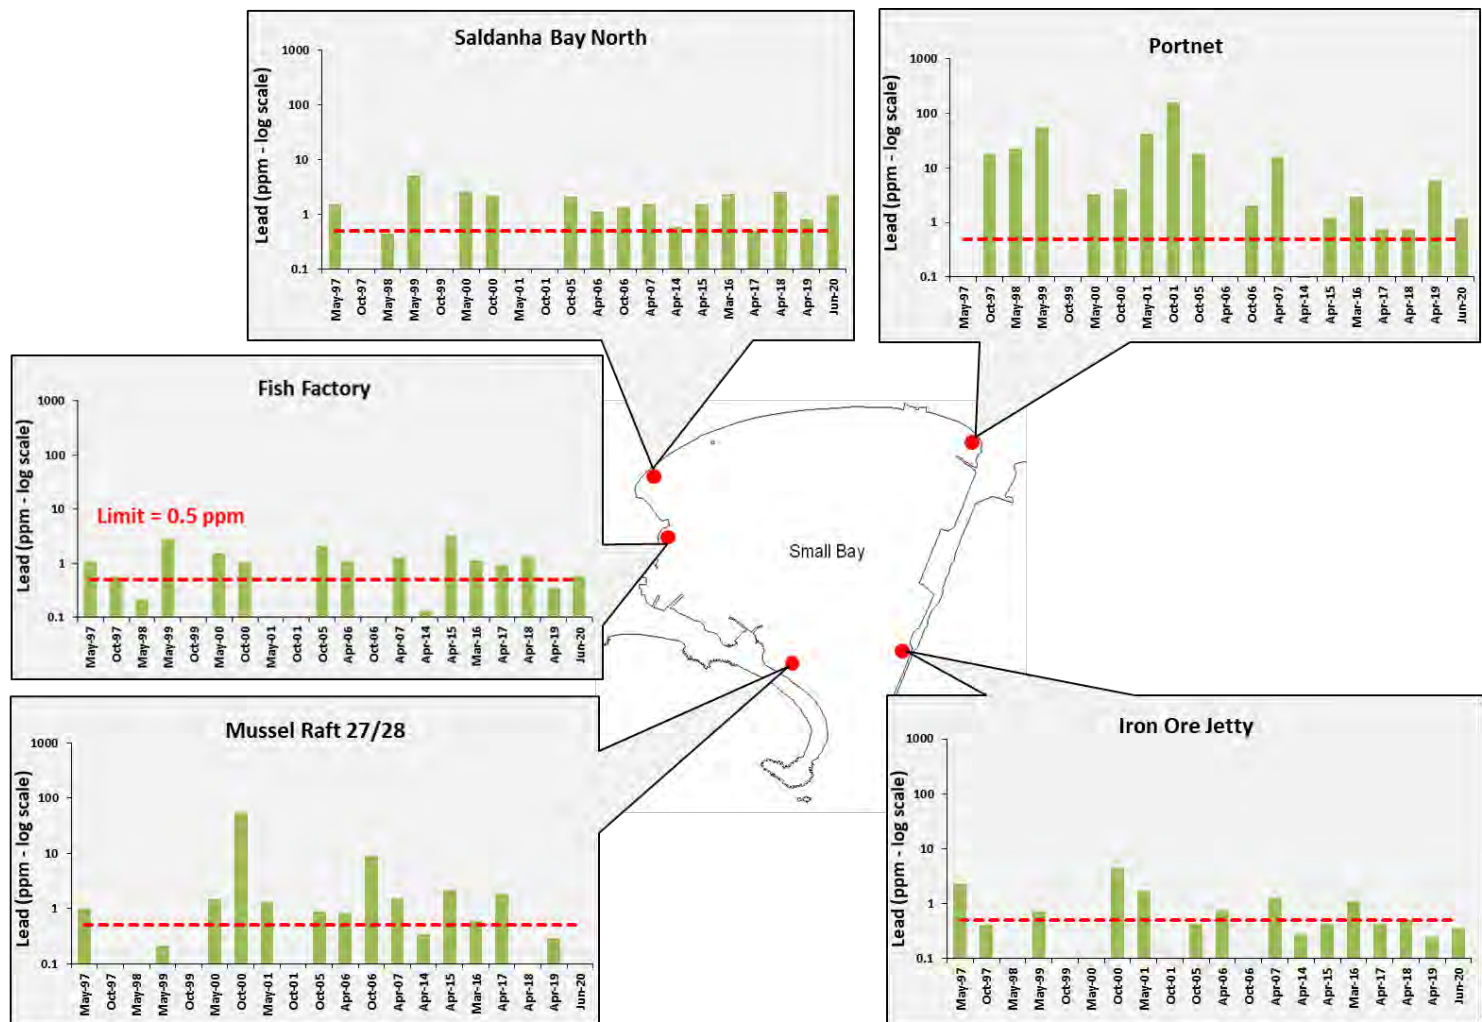 Saldanha Bay North
Lead (ppm - log scale)
1000
100
10
1
0.1
May-97
Oct-97
May-98
May-99
Oct-99
May-00
Oct-00
May-01
Oct-01
Oct-05
Apr-06
Oct-06
Apr-07
Apr-14
Apr-15
Mar-16
Apr-17
Apr-18
Apr-19
Jun-20
Portnet
Lead (ppm - log scale)
1000
100
10
1
0.1
May-97
Oct-97
May-98
May-99
Oct-99
May-00
Oct-00
May-01
Oct-01
Oct-05
Apr-06
Oct-06
Apr-07
Apr-14
Apr-15
Mar-16
Apr-17
Apr-18
Apr-19
Jun-20
Fish Factory
Lead (ppm - log scale)
1000
100
10
1
0.1
Limit = 0.5 ppm
May-97
Oct-97
May-98
May-99
Oct-99
May-00
Oct-00
May-01
Oct-01
Oct-05
Apr-06
Oct-06
Apr-07
Apr-14
Apr-15
Mar-16
Apr-17
Apr-18
Apr-19
Jun-20
Small Bay
Mussel Raft 27/28
Lead (ppm - log scale)
1000
100
10
1
0.1
May-97
Oct-97
May-98
May-99
Oct-99
May-00
Oct-00
May-01
Oct-01
Oct-05
Apr-06
Oct-06
Apr-07
Apr-14
Apr-15
Mar-16
Apr-17
Apr-18
Apr-19
Jun-20
Iron Ore Jetty
Lead (ppm - log scale)
1000
100
10
1
0.1
May-97
Oct-97
May-98
May-99
Oct-99
May-00
Oct-00
May-01
Oct-01
Oct-05
Apr-06
Oct-06
Apr-07
Apr-14
Apr-15
Mar-16
Apr-17
Apr-18
Apr-19
Jun-20